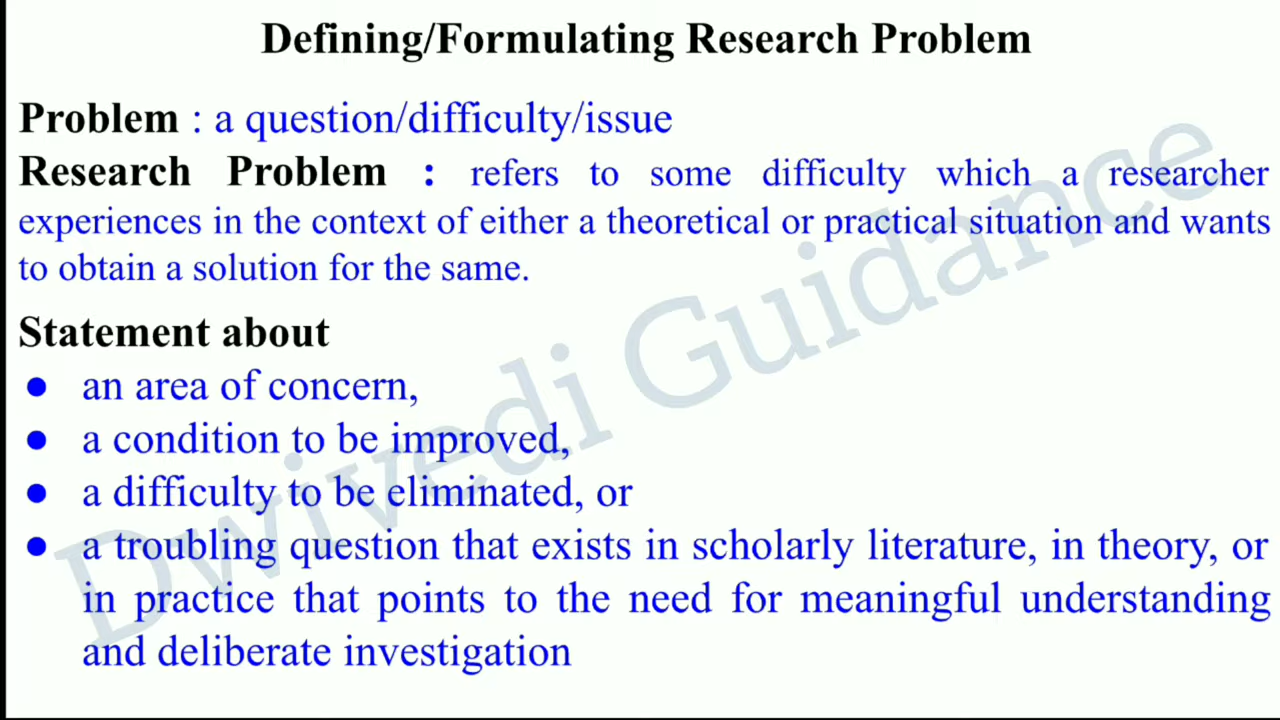 Defining/Formulating Research Problem
Problem : a question/difficulty/issue
Research Problem : refers to some difficulty which a researcher
experiences in the context of either a theoretical or practical situation and wants
to obtain a solution for the same.
Statement about
● an area of concern,
● a condition to be improved,
● a difficulty to be eliminated, or
● a troubling question that exists in scholarly literature, in theory, or
in practice that points to the need for meaningful understanding
and deliberate investigation
Dwivedi Guidance